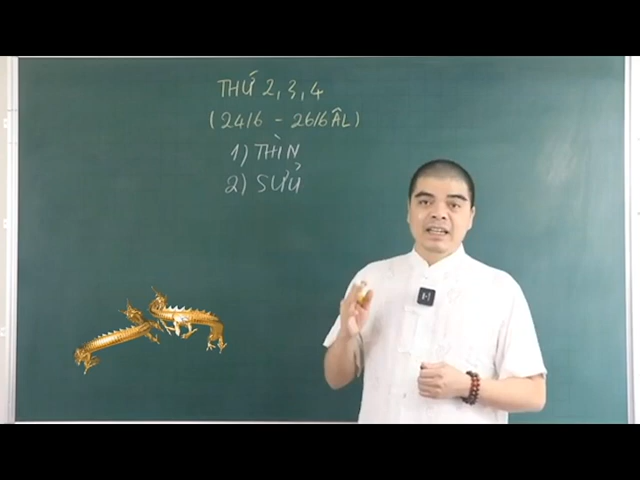 THỨ 2, 3, 4
(24/6 - 26/6 ÂL)
1) THÌN
2) SỬU